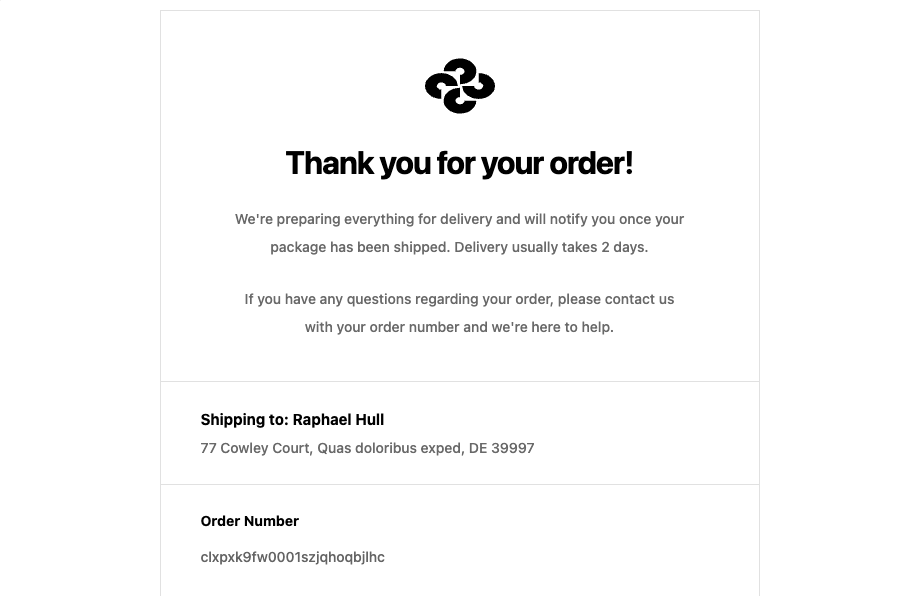 Thank you for your order!
We're preparing everything for delivery and will notify you once your
package has been shipped. Delivery usually takes 2 days.
If you have any questions regarding your order, please contact us
with your order number and we're here to help.
Shipping to: Raphael Hull
77 Cowley Court, Quas doloribus exped, DE 39997
Order Number
clxpxk9fw0001szjqhoqbjlhc